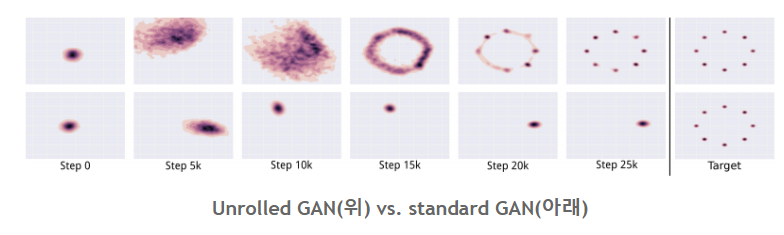 Step 0 Step 5k Step 10k Step 15k Step 20k Step 25k Target
Unrolled GAN(위) vs. standard GAN(아래)